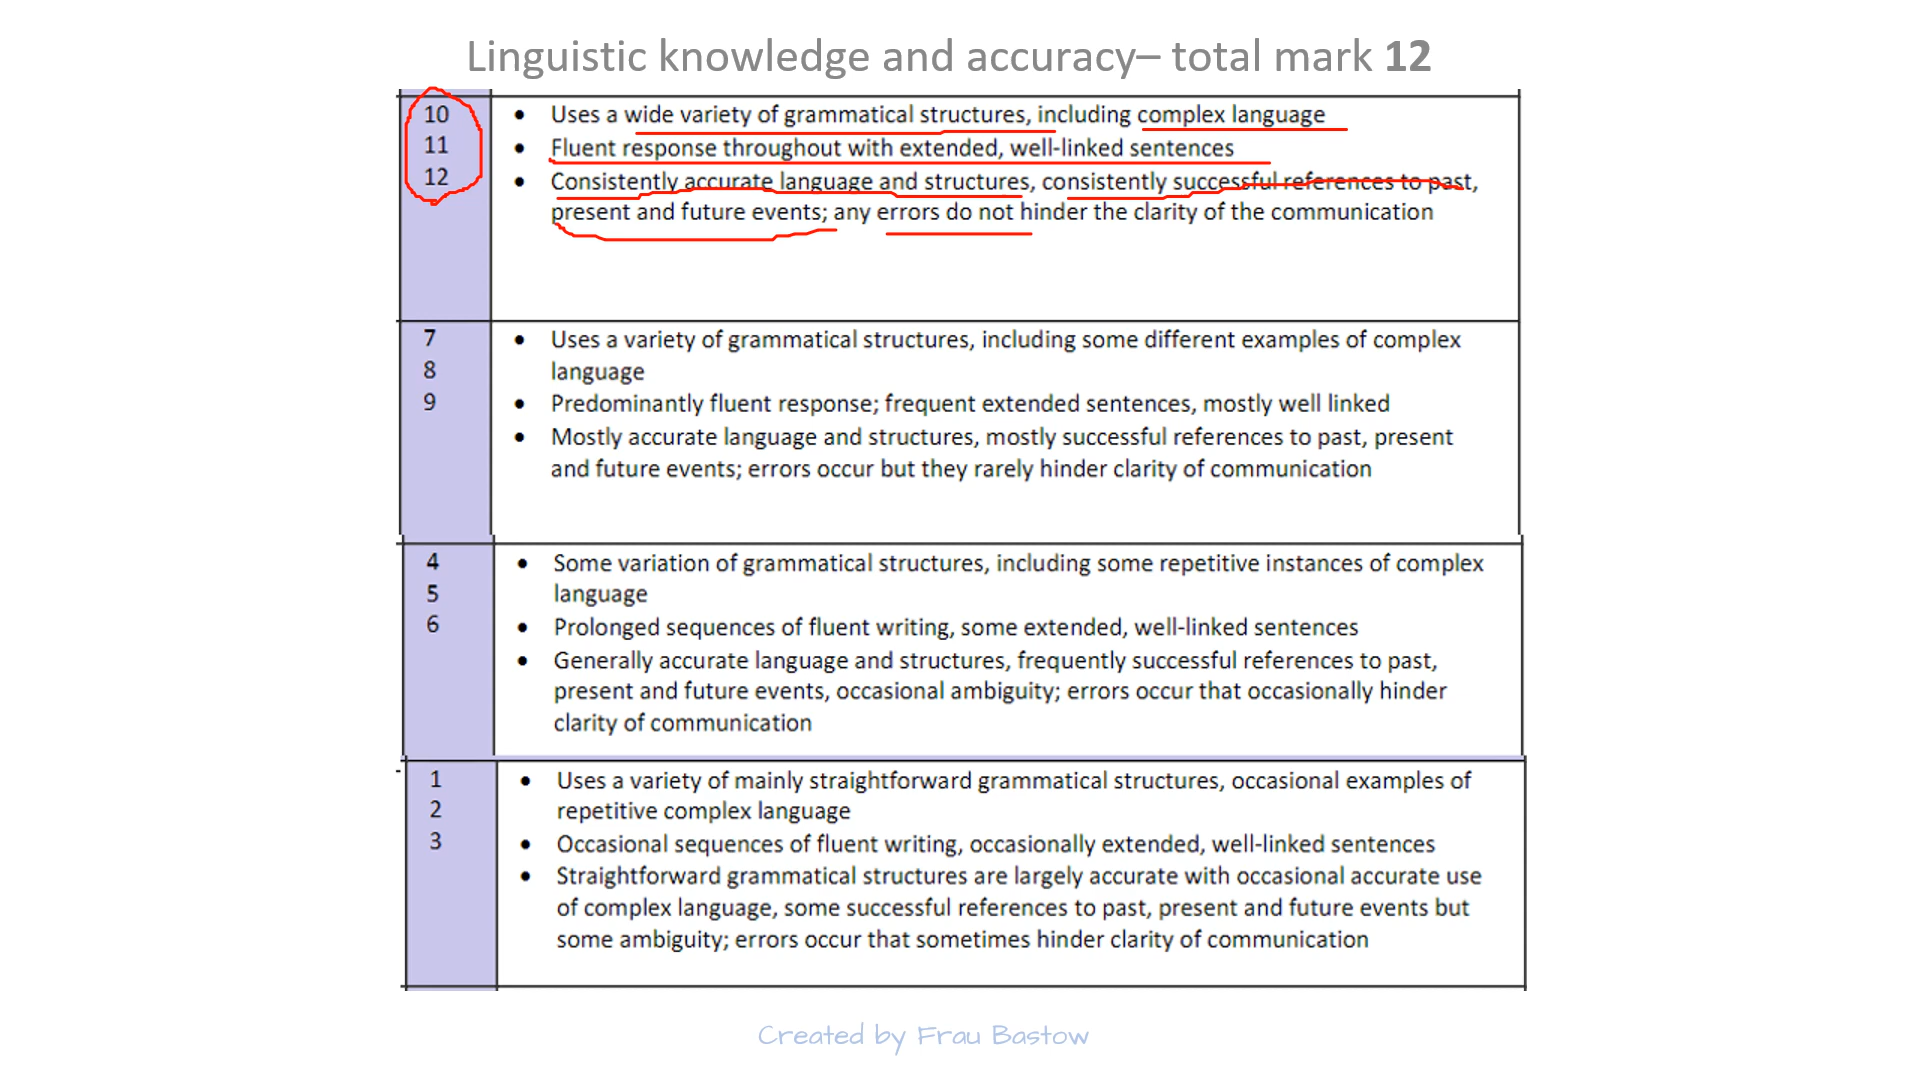 Linguistic knowledge and accuracy– total mark 12
10
11
12
• Uses a wide variety of grammatical structures, including complex language
• Fluent response throughout with extended, well-linked sentences
• Consistently accurate language and structures, consistently successful references to past,
present and future events; any errors do not hinder the clarity of the communication
7
8
9
• Uses a variety of grammatical structures, including some different examples of complex
language
• Predominantly fluent response; frequent extended sentences, mostly well linked
• Mostly accurate language and structures, mostly successful references to past, present
and future events; errors occur but they rarely hinder clarity of communication
4
5
6
• Some variation of grammatical structures, including some repetitive instances of complex
language
• Prolonged sequences of fluent writing, some extended, well-linked sentences
• Generally accurate language and structures, frequently successful references to past,
present and future events, occasional ambiguity; errors occur that occasionally hinder
clarity of communication
1
2
3
• Uses a variety of mainly straightforward grammatical structures, occasional examples of
repetitive complex language
• Occasional sequences of fluent writing, occasionally extended, well-linked sentences
• Straightforward grammatical structures are largely accurate with occasional accurate use
of complex language, some successful references to past, present and future events but
some ambiguity; errors occur that sometimes hinder clarity of communication
Created by Frau Bastow